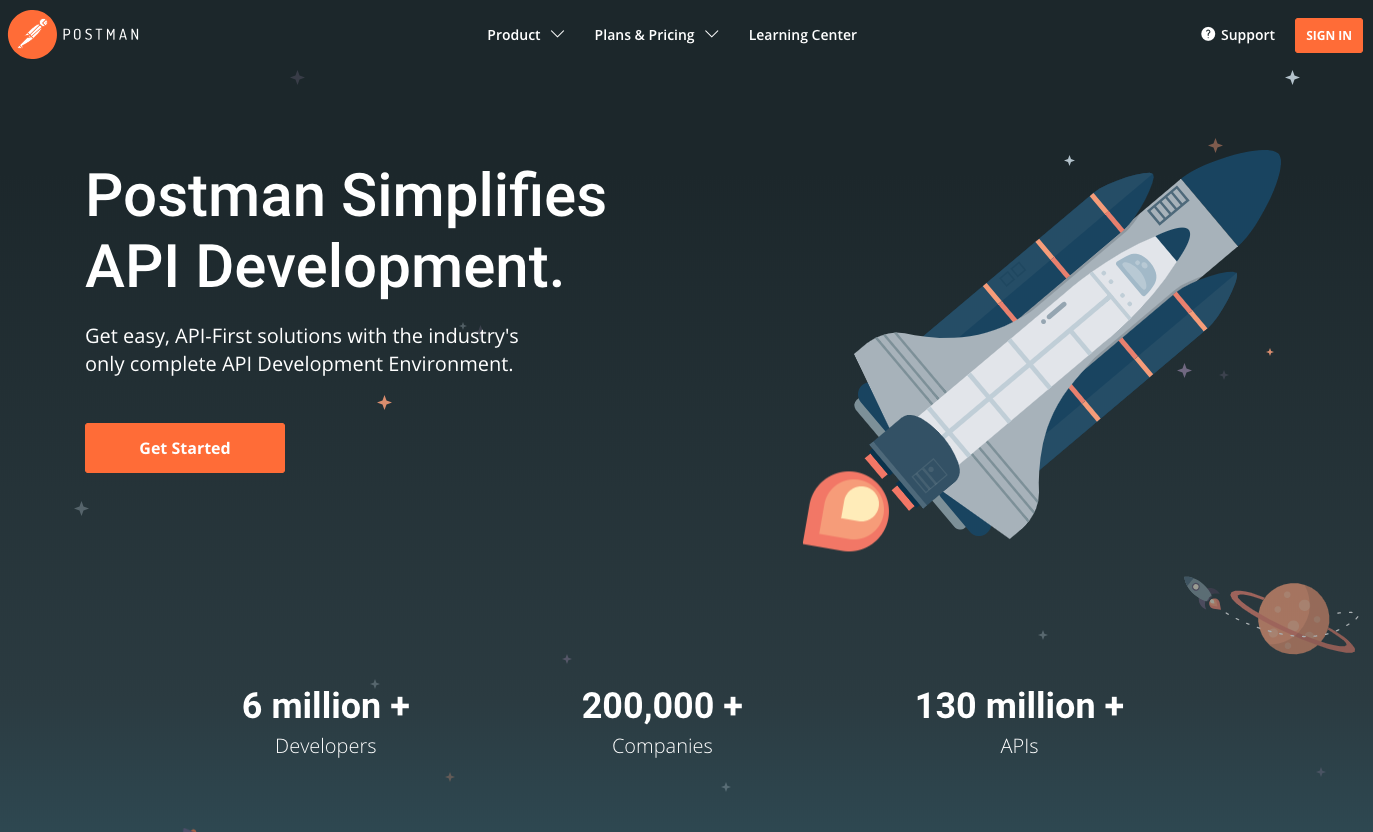 POSTMAN
Product
Plans & Pricing
Learning Center
? Support
SIGN IN
Postman Simplifies
API Development.
Get easy, API-First solutions with the industry's
only complete API Development Environment.
Get Started
6 million +
Developers
200,000 +
Companies
130 million +
APIs